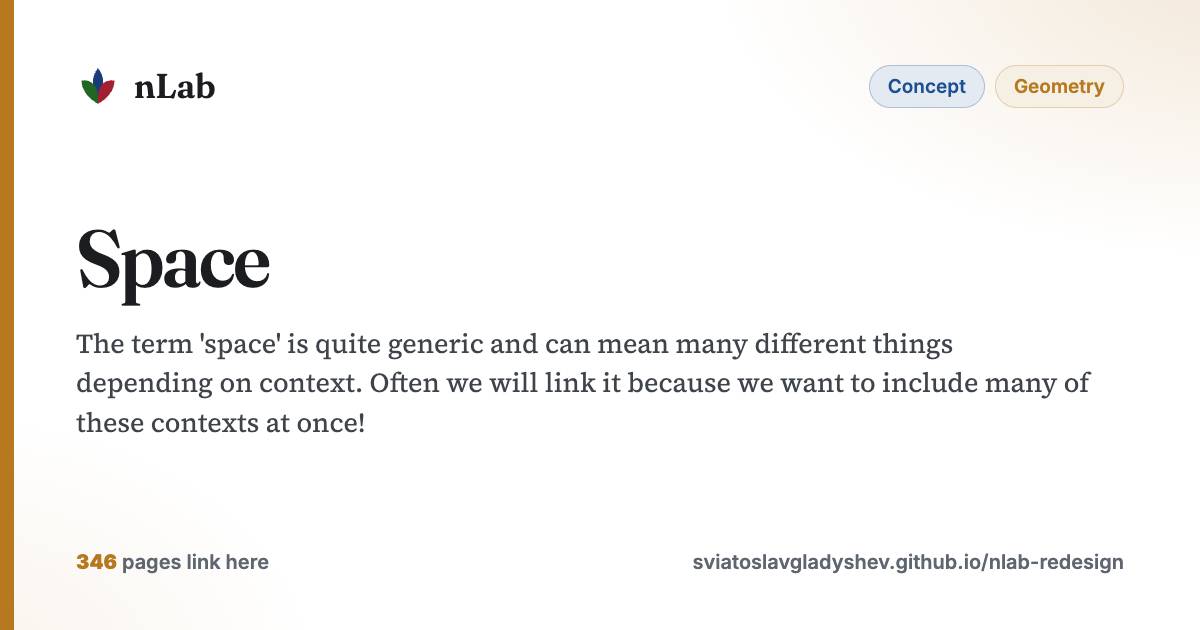 nLab
Concept
Geometry
Space
The term 'space' is quite generic and can mean many different things
depending on context. Often we will link it because we want to include many of
these contexts at once!
346 pages link here
sviatoslavgladyshev.github.io/nlab-redesign